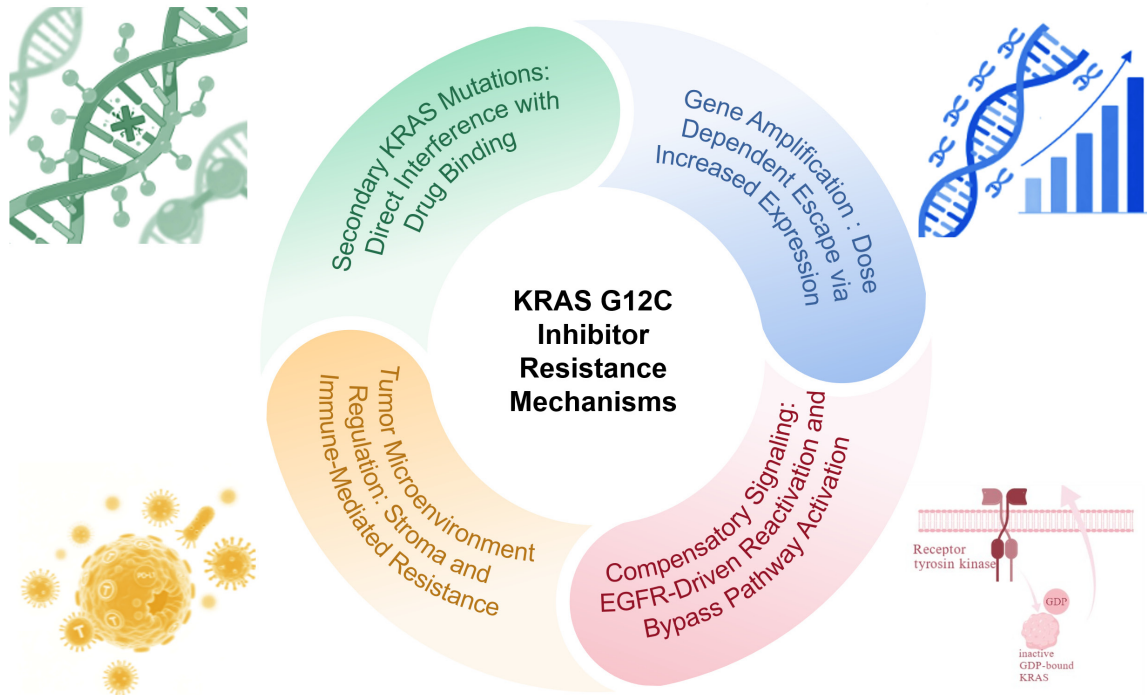 Secondary KRAS Mutations:
Direct Interference with
Drug Binding
Gene Amplification : Dose
Dependent Escape via
Increased Expression
KRAS G12C
Inhibitor
Resistance
Mechanisms
Tumor Microenvironment
Regulation: Stroma and
Immune-Mediated Resistance
Compensatory Signaling:
EGFR-Driven Reactivation and
Bypass Pathway Activation
T
T
Receptor
tyrosin kinase
GDP
inactive
GDP-bound
KRAS